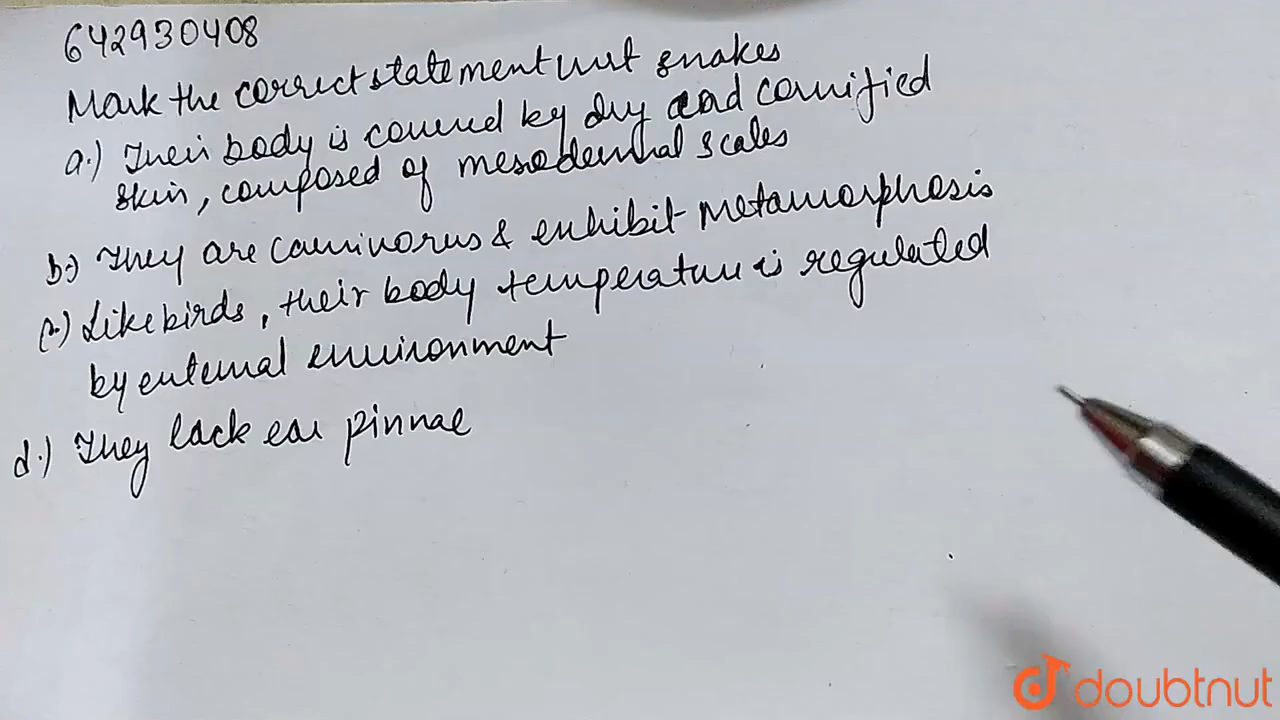 642930408
Mark the correct statement wrt snakes
a.) Their body is covered by dry and cornified
skin, composed of mesodermal scales
b.) They are carnivorus & exhibit Metamorphosis
(c.) Like birds, their body temperature is regulated
by external environment
d.) They lack ear pinnae
doubtnut